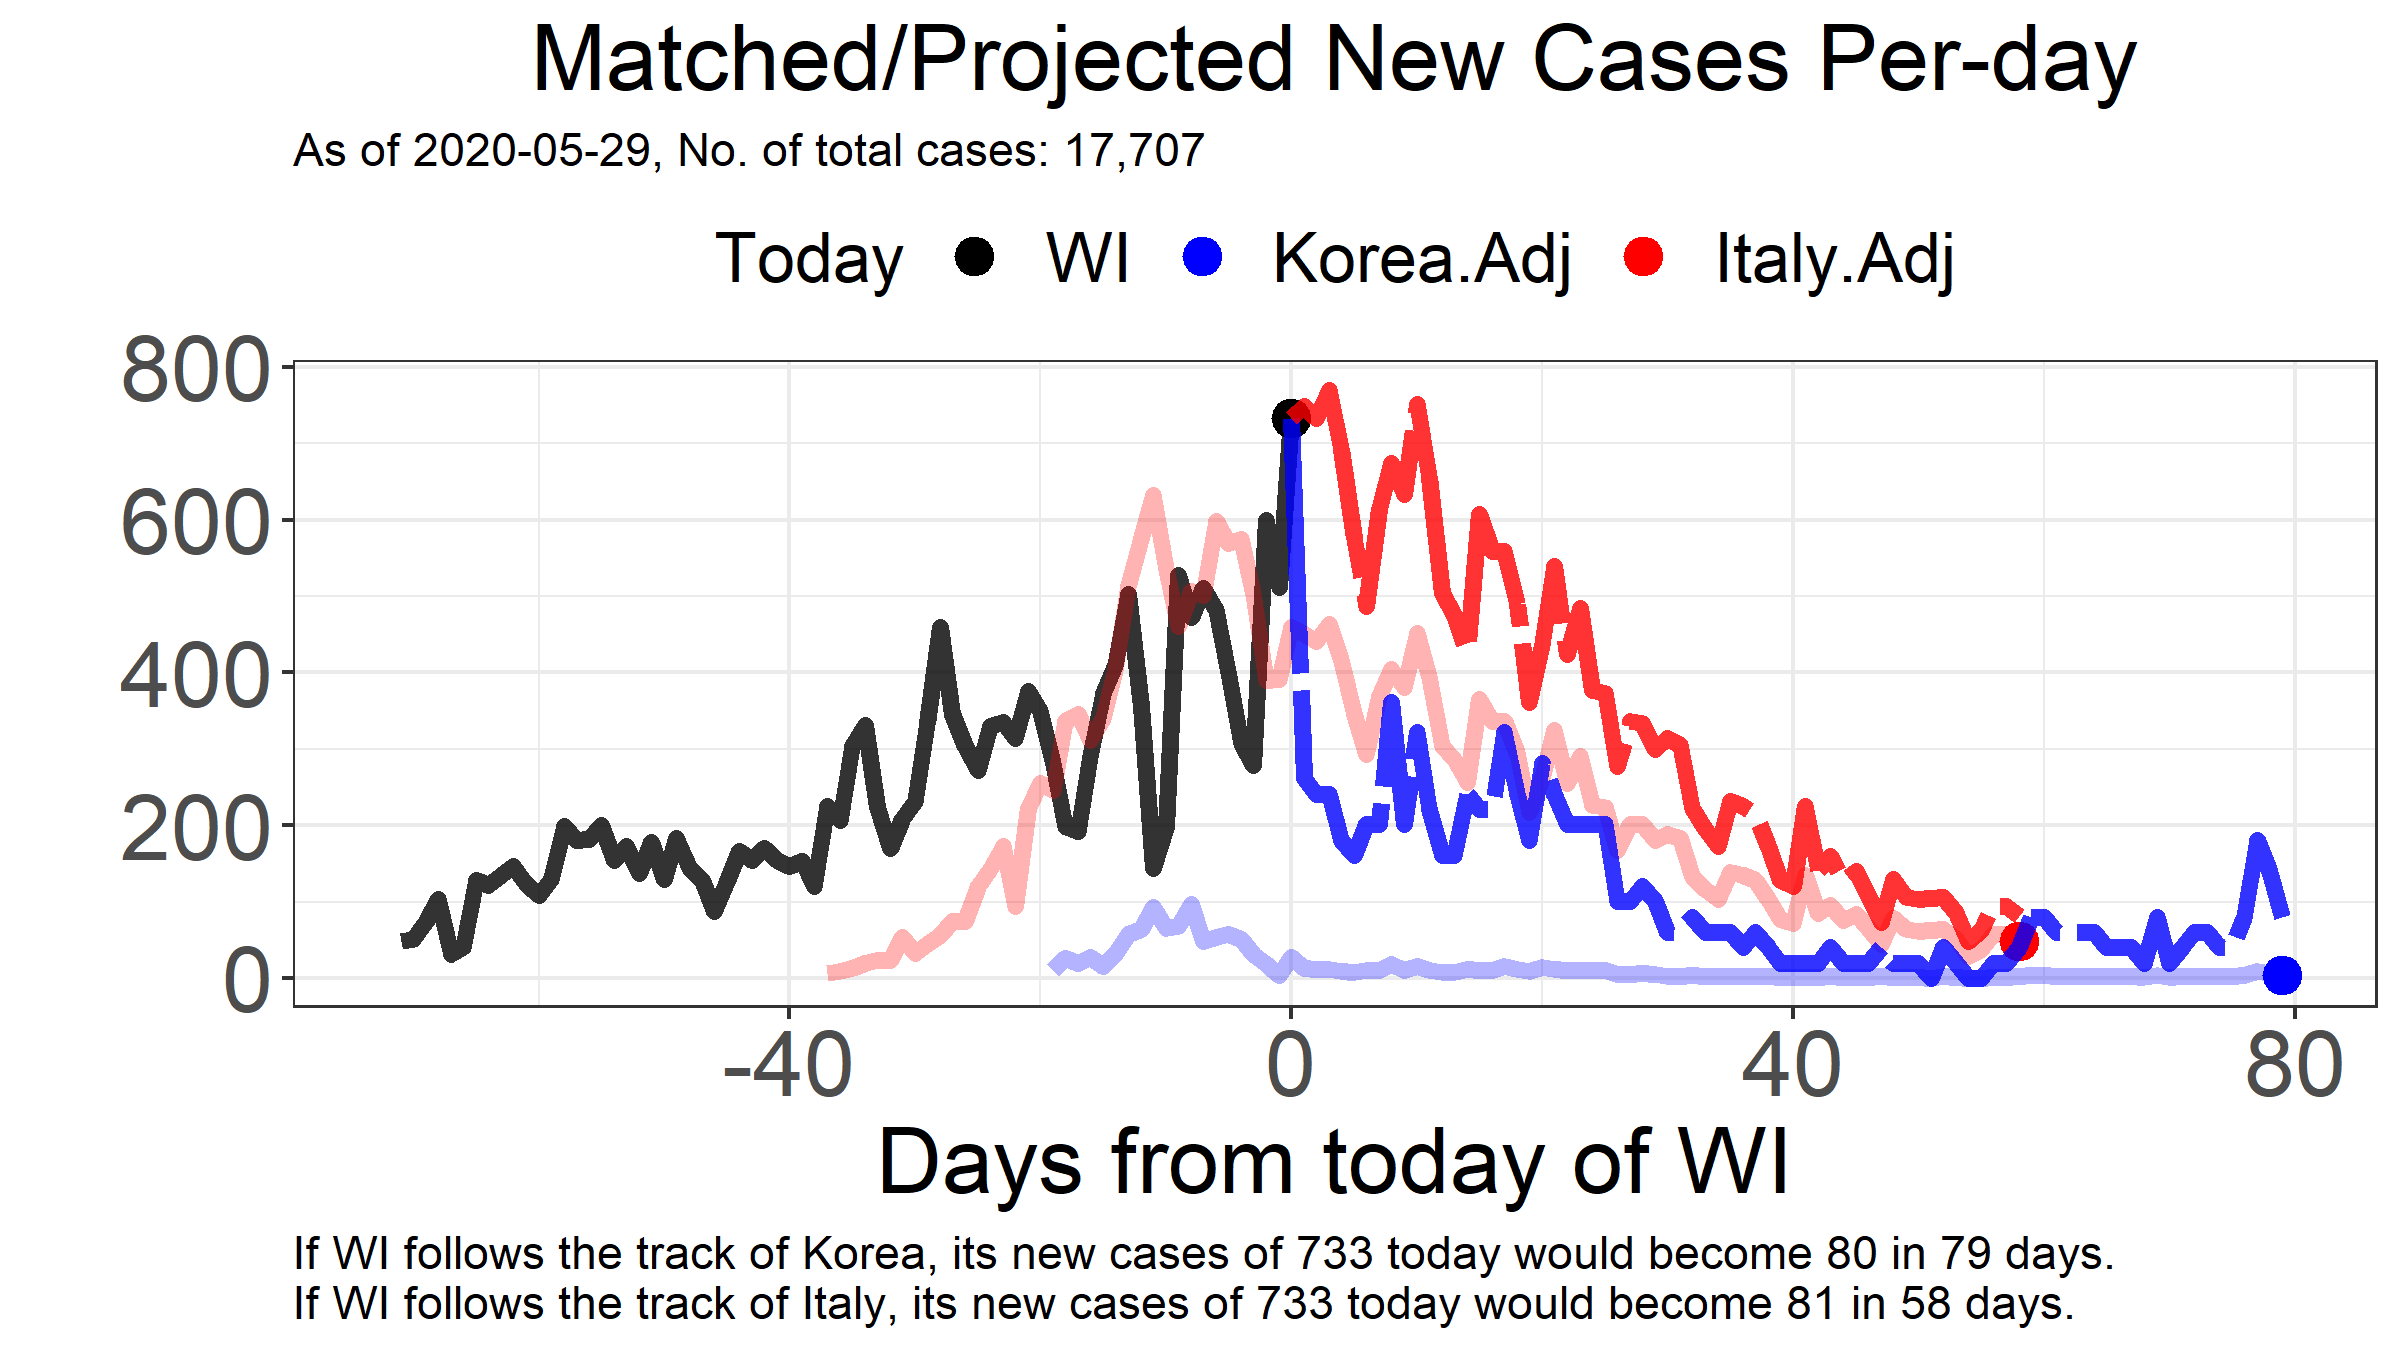 Matched/Projected New Cases Per-day
As of 2020-05-29, No. of total cases: 17,707
Today WI Korea.Adj Italy.Adj
800
600
400
200
0
-40 0 40 80
Days from today of WI
If WI follows the track of Korea, its new cases of 733 today would become 80 in 79 days.
If WI follows the track of Italy, its new cases of 733 today would become 81 in 58 days.